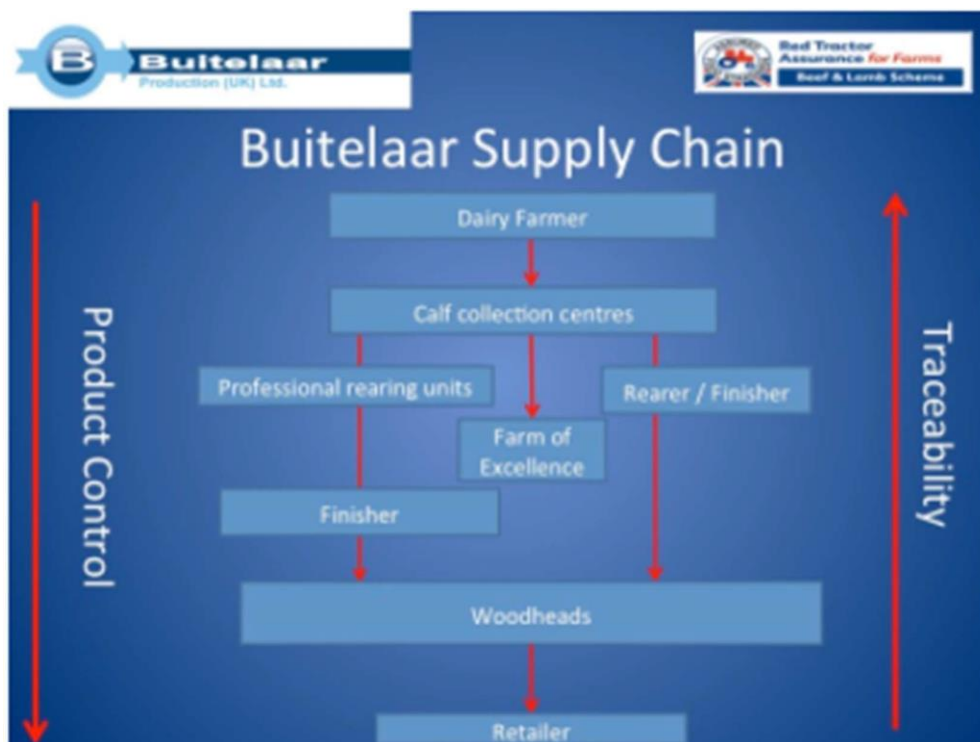 B Buitelaar
Production (UK) Ltd.
Red Tractor
Assurance for Farms
Beef & Lamb Scheme
Buitelaar Supply Chain
Dairy Farmer
Calf collection centres
Professional rearing units
Rearer / Finisher
Farm of
Excellence
Finisher
Woodheads
Retailer
Product Control
Traceability